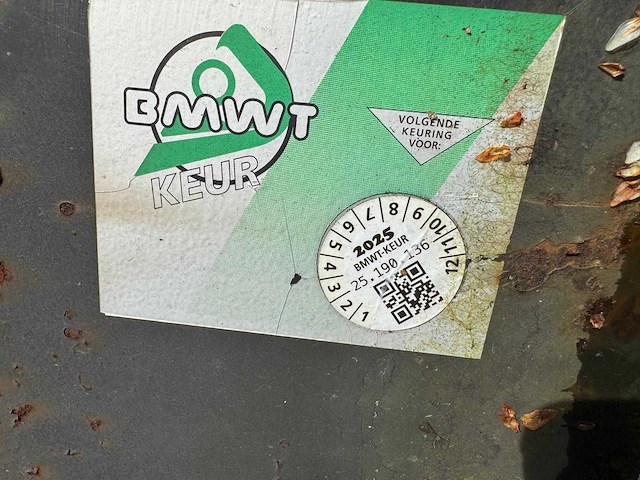 BMWT
KEUR
VOLGENDE
KEURING
VOOR:
1 2 3 4 5 6 7 8 9 10 11 12
2025
BMWT-KEUR
25.190.136